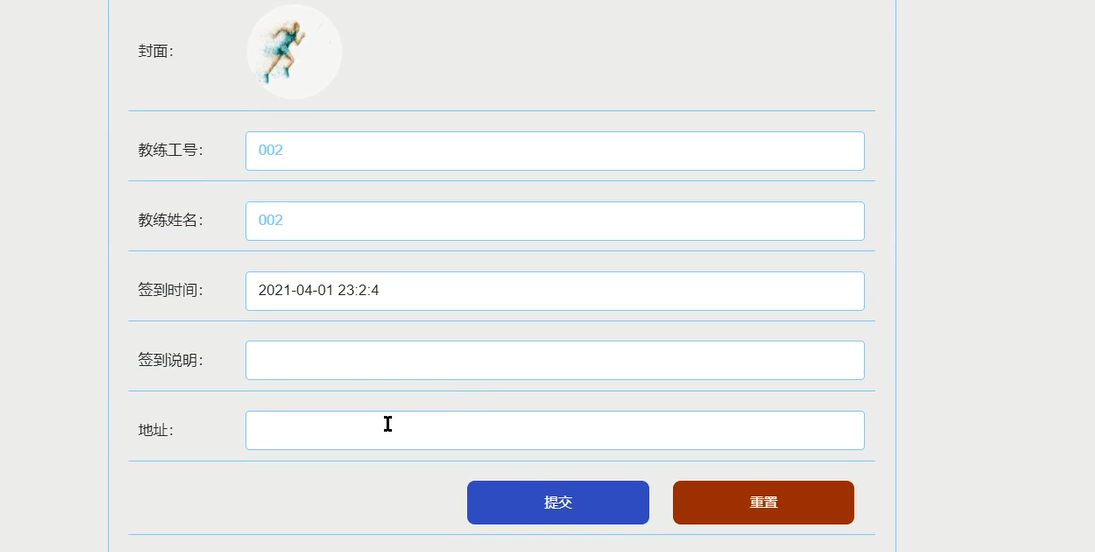 封面：
教练工号： 002
教练姓名： 002
签到时间： 2021-04-01 23:2:4
签到说明：
地址：
提交 重置